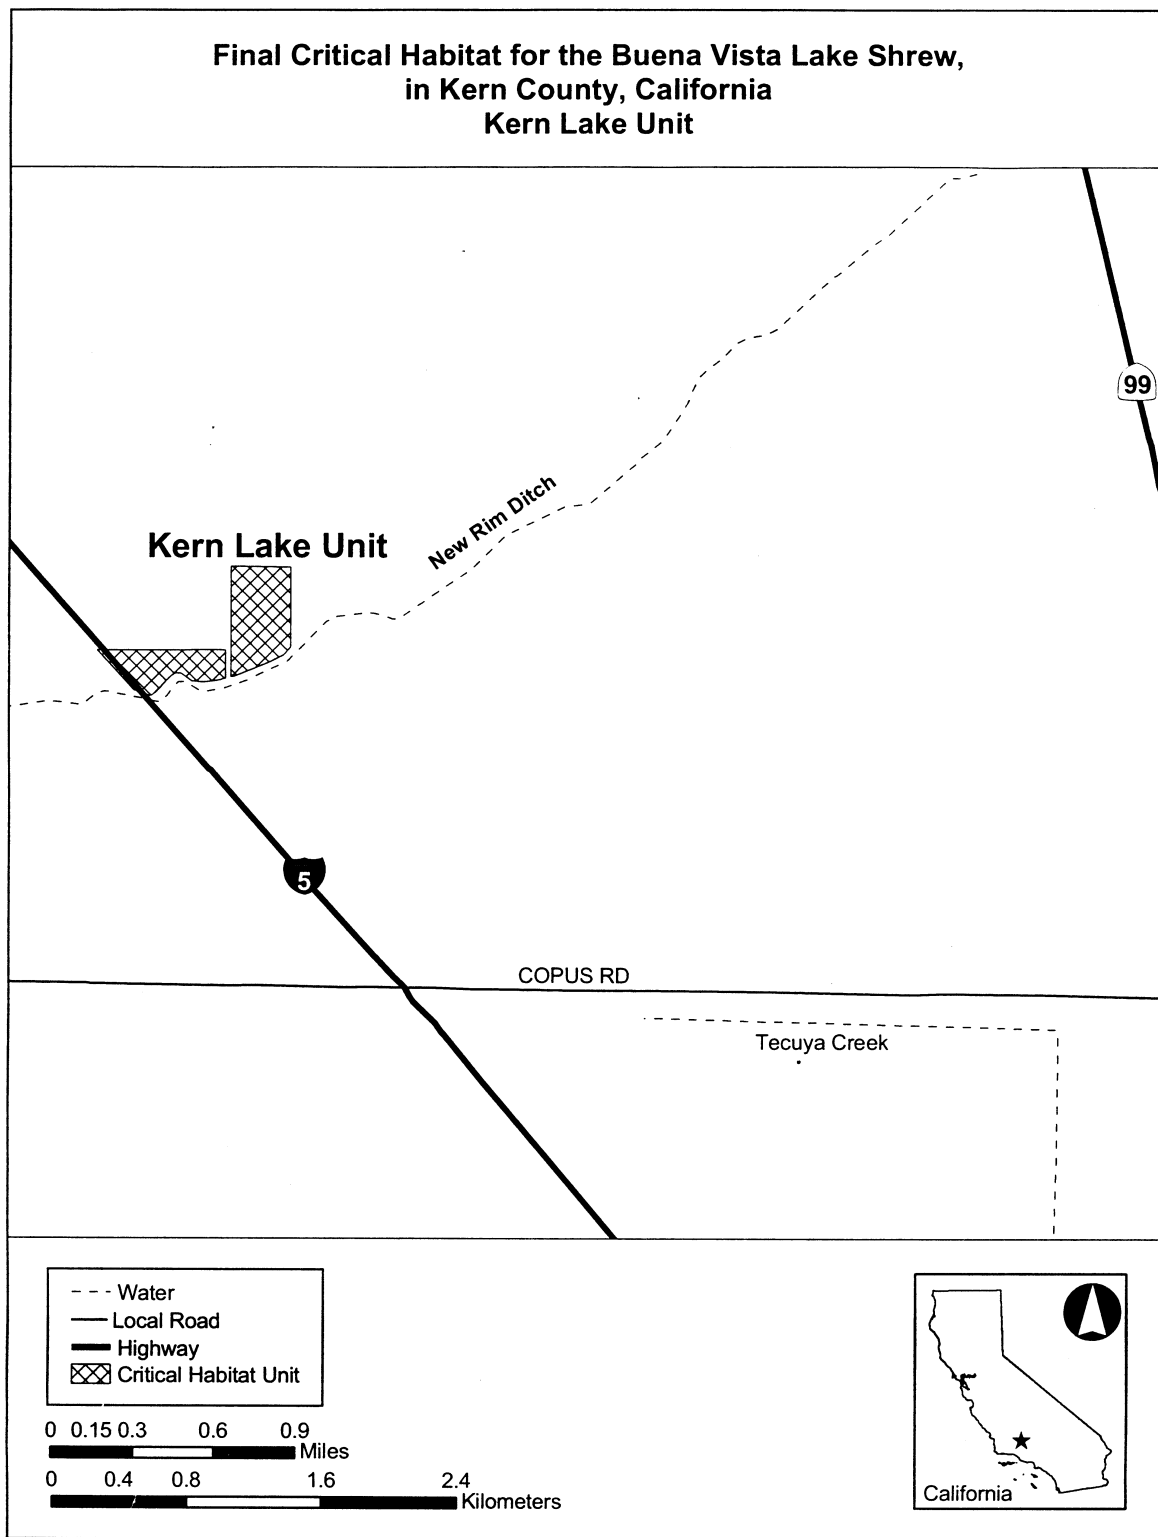 Final Critical Habitat for the Buena Vista Lake Shrew,
in Kern County, California
Kern Lake Unit
99
New Rim Ditch
Kern Lake Unit
5
COPUS RD
Tecuya Creek
Water
Local Road
Highway
Critical Habitat Unit
0 0.15 0.3 0.6 0.9
Miles
0 0.4 0.8 1.6 2.4
Kilometers
California